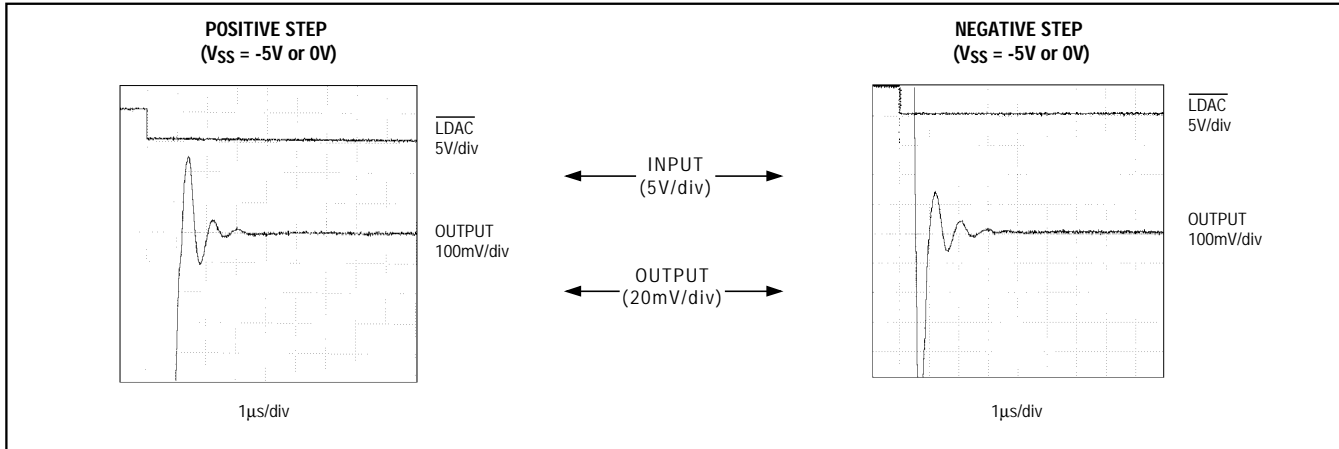 POSITIVE STEP
(VSS = -5V or 0V)
LDAC
5V/div
OUTPUT
100mV/div
1µs/div
INPUT
(5V/div)
OUTPUT
(20mV/div)
NEGATIVE STEP
(VSS = -5V or 0V)
LDAC
5V/div
OUTPUT
100mV/div
1µs/div